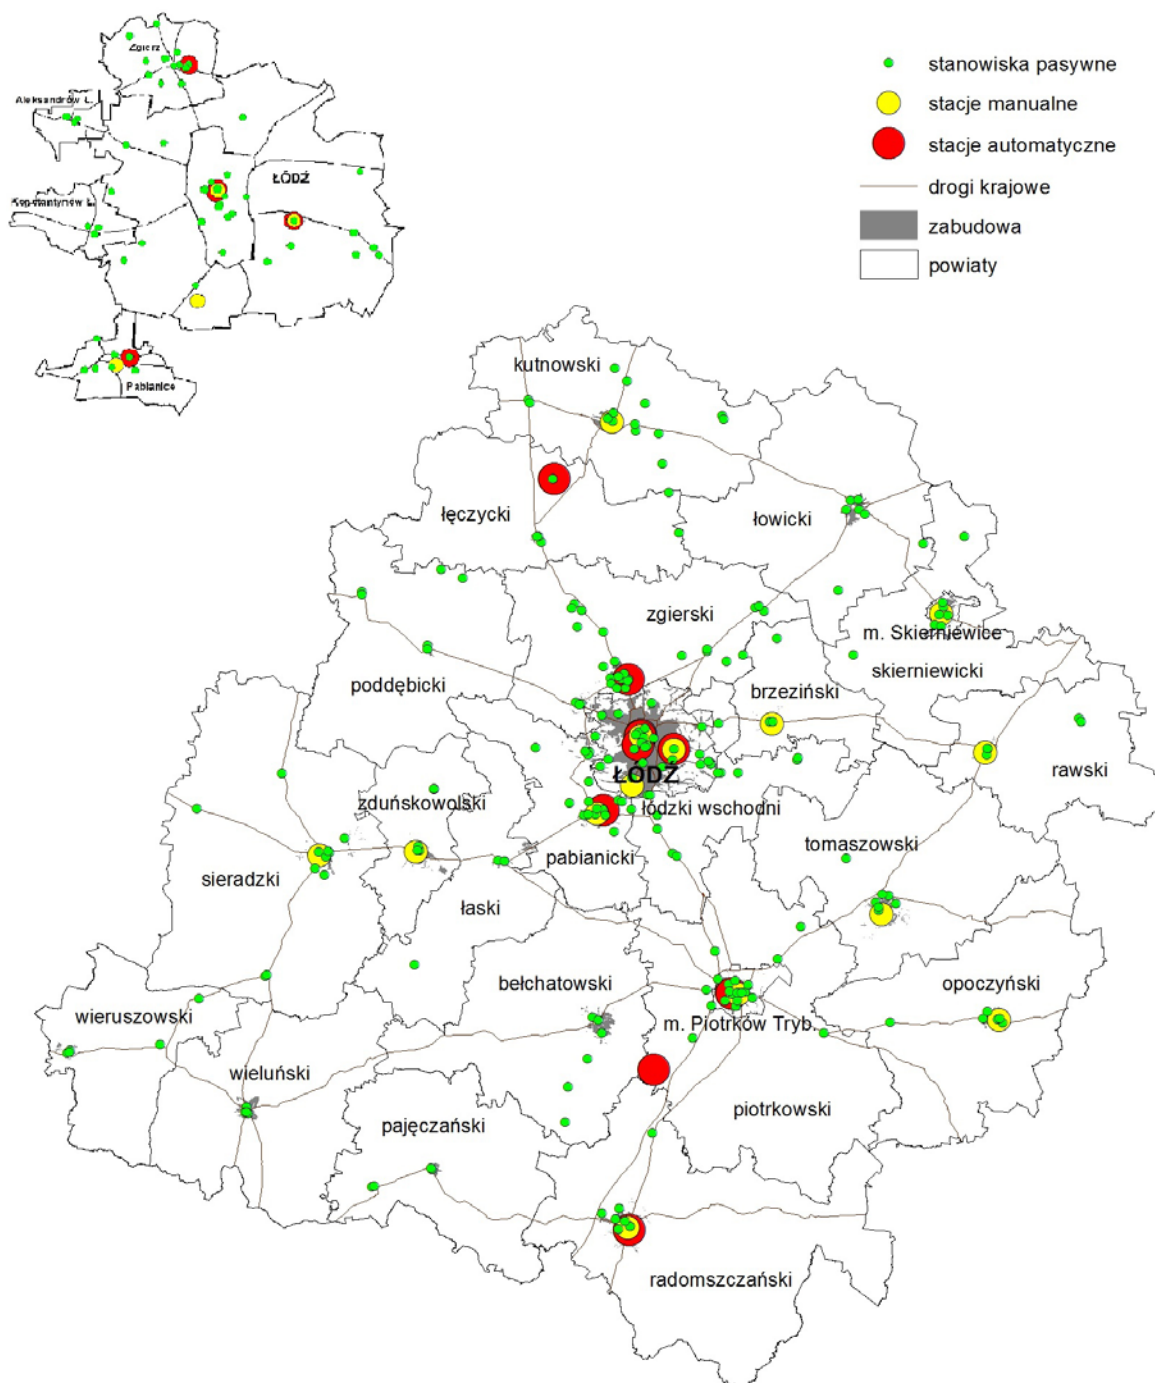 Zgierz
Aleksandrów Ł.
ŁÓDŹ
Konstantynów Ł.
Pabianice
stanowiska pasywne
stacje manualne
stacje automatyczne
drogi krajowe
zabudowa
powiaty
kutnowski
łęczycki
łowicki
zgierski
m. Skierniewice
skierniewicki
poddębicki
brzeziński
rawski
ŁÓDŹ
zduńskowolski
łódzki wschodni
tomaszowski
sieradzki
pabianicki
łaski
bełchatowski
opoczyński
wieruszowski
m. Piotrków Tryb.
wieluński
piotrkowski
pajęczański
radomszczański